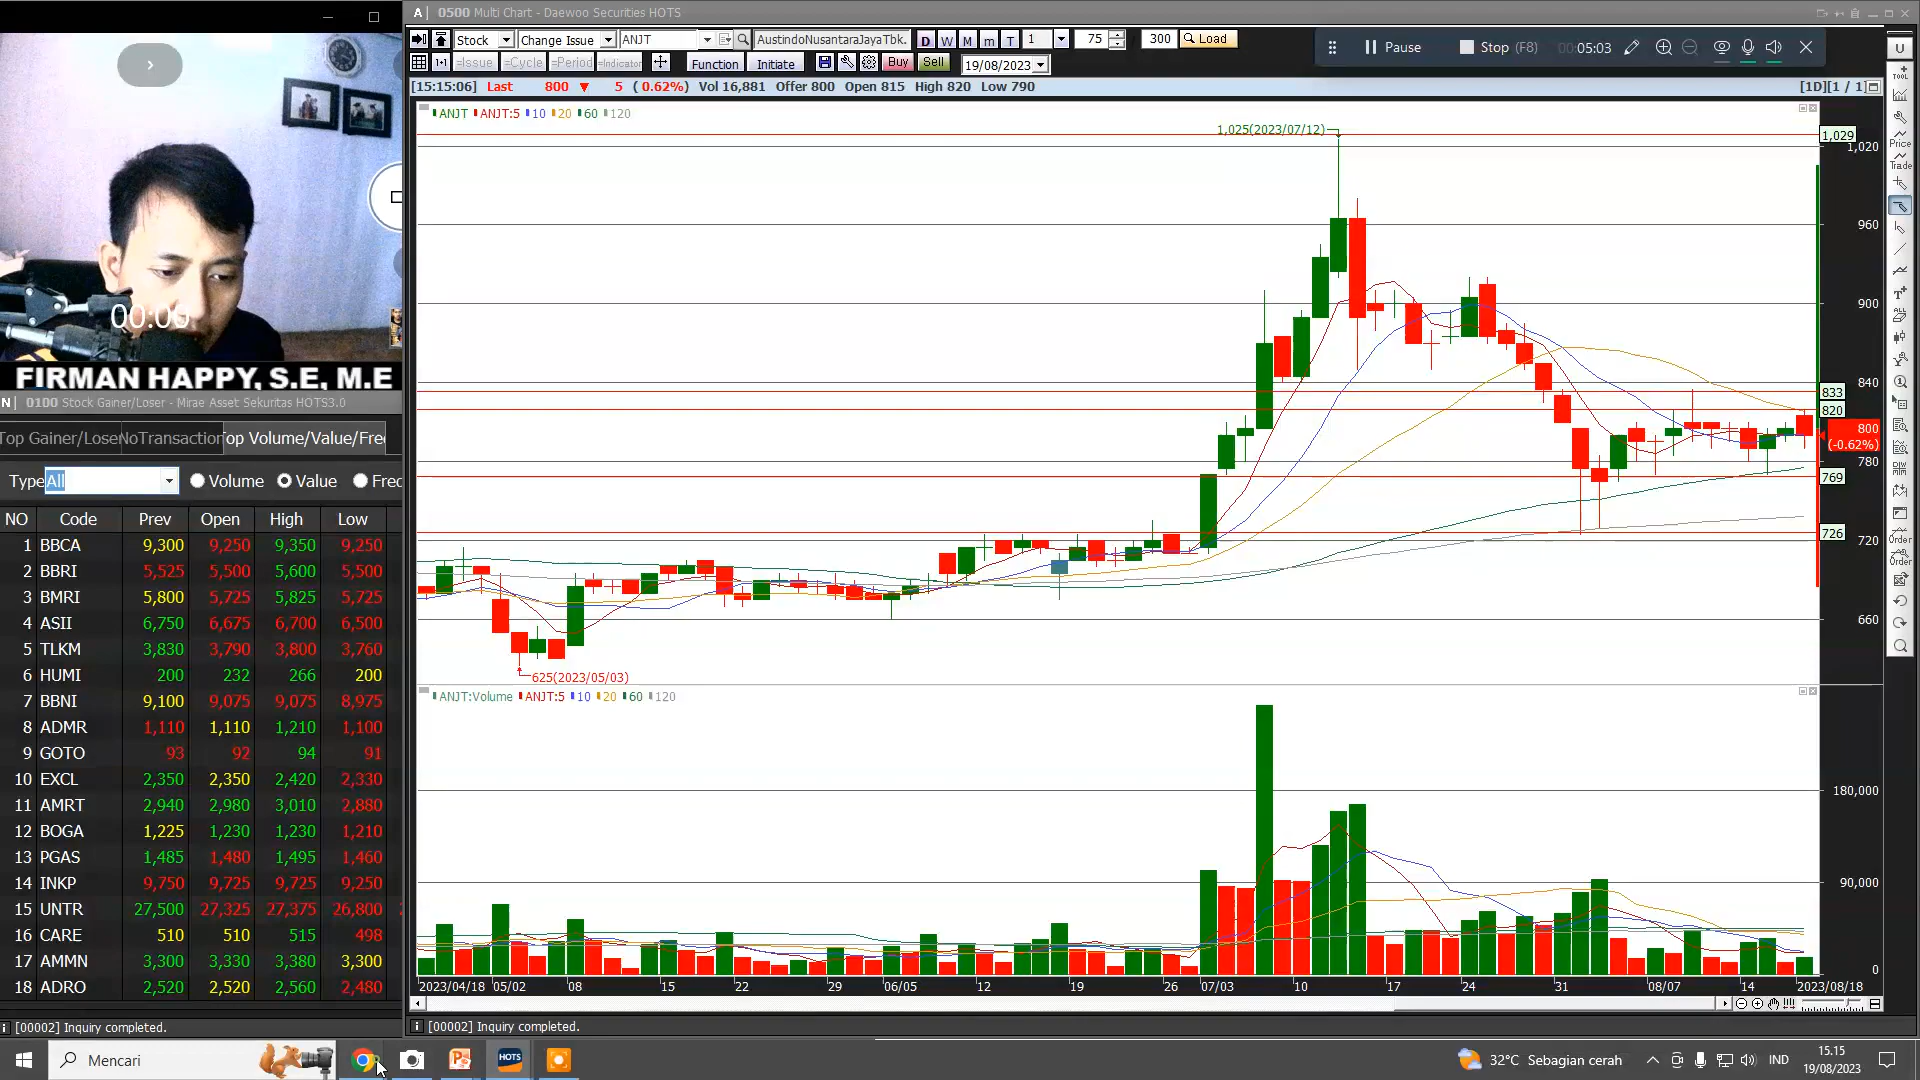 A 0500 Multi Chart - Daewoo Securities HOTS
Stock Change Issue ANJT AustindoNusantaraJayaTbk. D W M m T 1 75 300 Load
=Issue =Cycle =Period =Indicator Function Initiate Buy Sell 19/08/2023
Pause Stop (F8) 00:05:03
[15:15:06] Last 800 ▼ 5 ( 0.62%) Vol 16,881 Offer 800 Open 815 High 820 Low 790 [1D][1 / 1]
ANJT ANJT:5 10 20 60 120
1,025(2023/07/12)
1,029
1,020
960
900
840
833
820
800
(-0.62%)
780
769
726
720
660
625(2023/05/03)
ANJT:Volume ANJT:5 10 20 60 120
180,000
90,000
0
2023/04/18 05/02 08 15 22 29 06/05 12 19 26 07/03 10 17 24 31 08/07 14 2023/08/18
[00002] Inquiry completed.
U
TOOL
Price
Trade
Order
Order
00:00
FIRMAN HAPPY, S.E, M.E
N 0100 Stock Gainer/Loser - Mirae Asset Sekuritas HOTS3.0
Top Gainer/Lose NoTransaction Top Volume/Value/Fre
Type All Volume Value Fre
NO Code Prev Open High Low
1 BBCA 9,300 9,250 9,350 9,250
2 BBRI 5,525 5,500 5,600 5,500
3 BMRI 5,800 5,725 5,825 5,725
4 ASII 6,750 6,675 6,700 6,500
5 TLKM 3,830 3,790 3,800 3,760
6 HUMI 200 232 266 200
7 BBNI 9,100 9,075 9,075 8,975
8 ADMR 1,110 1,110 1,210 1,100
9 GOTO 93 92 94 91
10 EXCL 2,350 2,350 2,420 2,330
11 AMRT 2,940 2,980 3,010 2,880
12 BOGA 1,225 1,230 1,230 1,210
13 PGAS 1,485 1,480 1,495 1,460
14 INKP 9,750 9,725 9,725 9,250
15 UNTR 27,500 27,325 27,375 26,800
16 CARE 510 510 515 498
17 AMMN 3,300 3,330 3,380 3,300
18 ADRO 2,520 2,520 2,560 2,480
[00002] Inquiry completed.
Mencari HOTS 32°C Sebagian cerah IND 15.15
19/08/2023